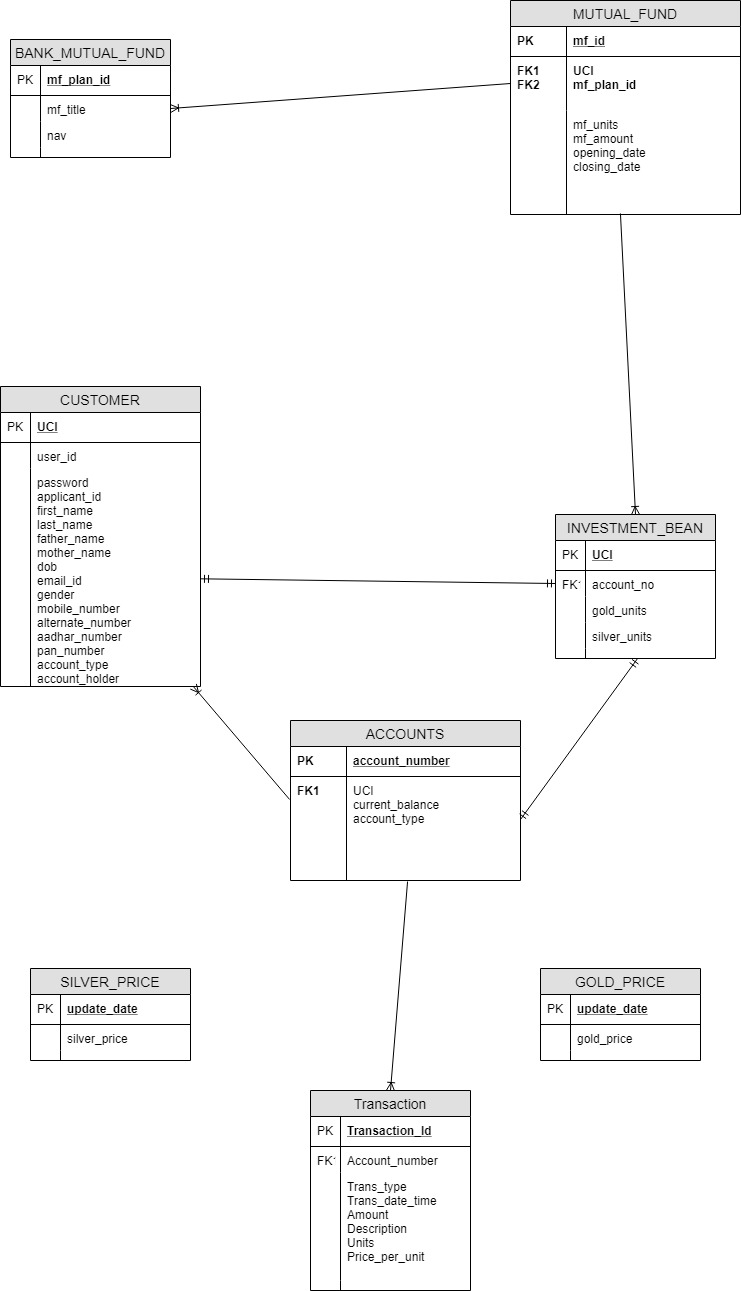 MUTUAL_FUND
PK mf_id
FK1 UCI
FK2 mf_plan_id
mf_units
mf_amount
opening_date
closing_date
BANK_MUTUAL_FUND
PK mf_plan_id
mf_title
nav
CUSTOMER
PK UCI
user_id
password
applicant_id
first_name
last_name
father_name
mother_name
dob
email_id
gender
mobile_number
alternate_number
aadhar_number
pan_number
account_type
account_holder
INVESTMENT_BEAN
PK UCI
FK1 account_no
gold_units
silver_units
ACCOUNTS
PK account_number
FK1 UCI
current_balance
account_type
SILVER_PRICE
PK update_date
silver_price
GOLD_PRICE
PK update_date
gold_price
Transaction
PK Transaction_Id
FK1 Account_number
Trans_type
Trans_date_time
Amount
Description
Units
Price_per_unit